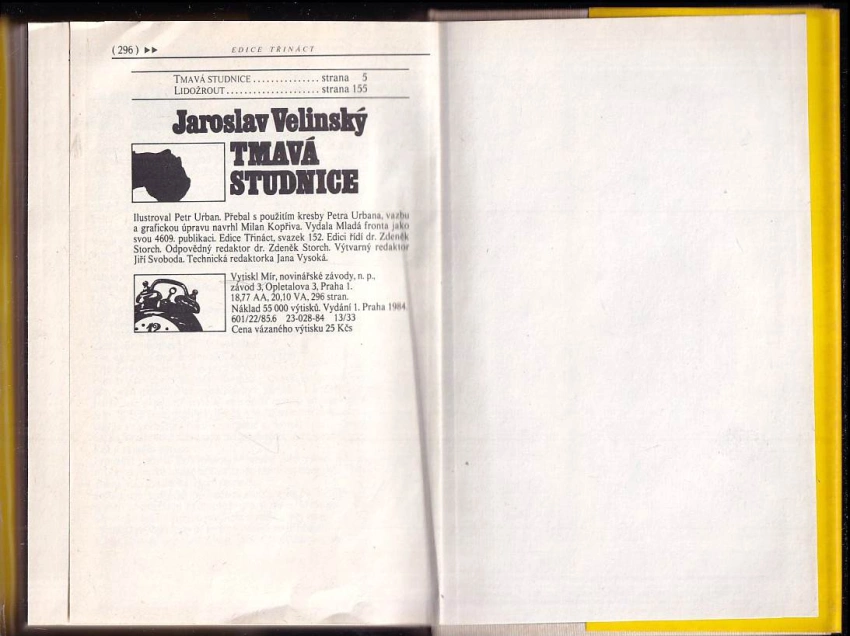 (296) ▶▶ EDICE TŘINÁCT
TMAVÁ STUDNICE ............... strana 5
LIDOŽROUT ..................... strana 155
Jaroslav Velinský
TMAVÁ
STUDNICE
Ilustroval Petr Urban. Přebal s použitím kresby Petra Urbana, vazbu
a grafickou úpravu navrhl Milan Kopřiva. Vydala Mladá fronta jako
svou 4609. publikaci. Edice Třináct, svazek 152. Edici řídí dr. Zdeněk
Storch. Odpovědný redaktor dr. Zdeněk Storch. Výtvarný redaktor
Jiří Svoboda. Technická redaktorka Jana Vysoká.
Vytiskl Mír, novinářské závody, n. p.,
závod 3, Opletalova 3, Praha 1.
18,77 AA, 20,10 VA, 296 stran.
Náklad 55 000 výtisků. Vydání 1. Praha 1984.
601/22/85.6 23-028-84 13/33
Cena vázaného výtisku 25 Kčs